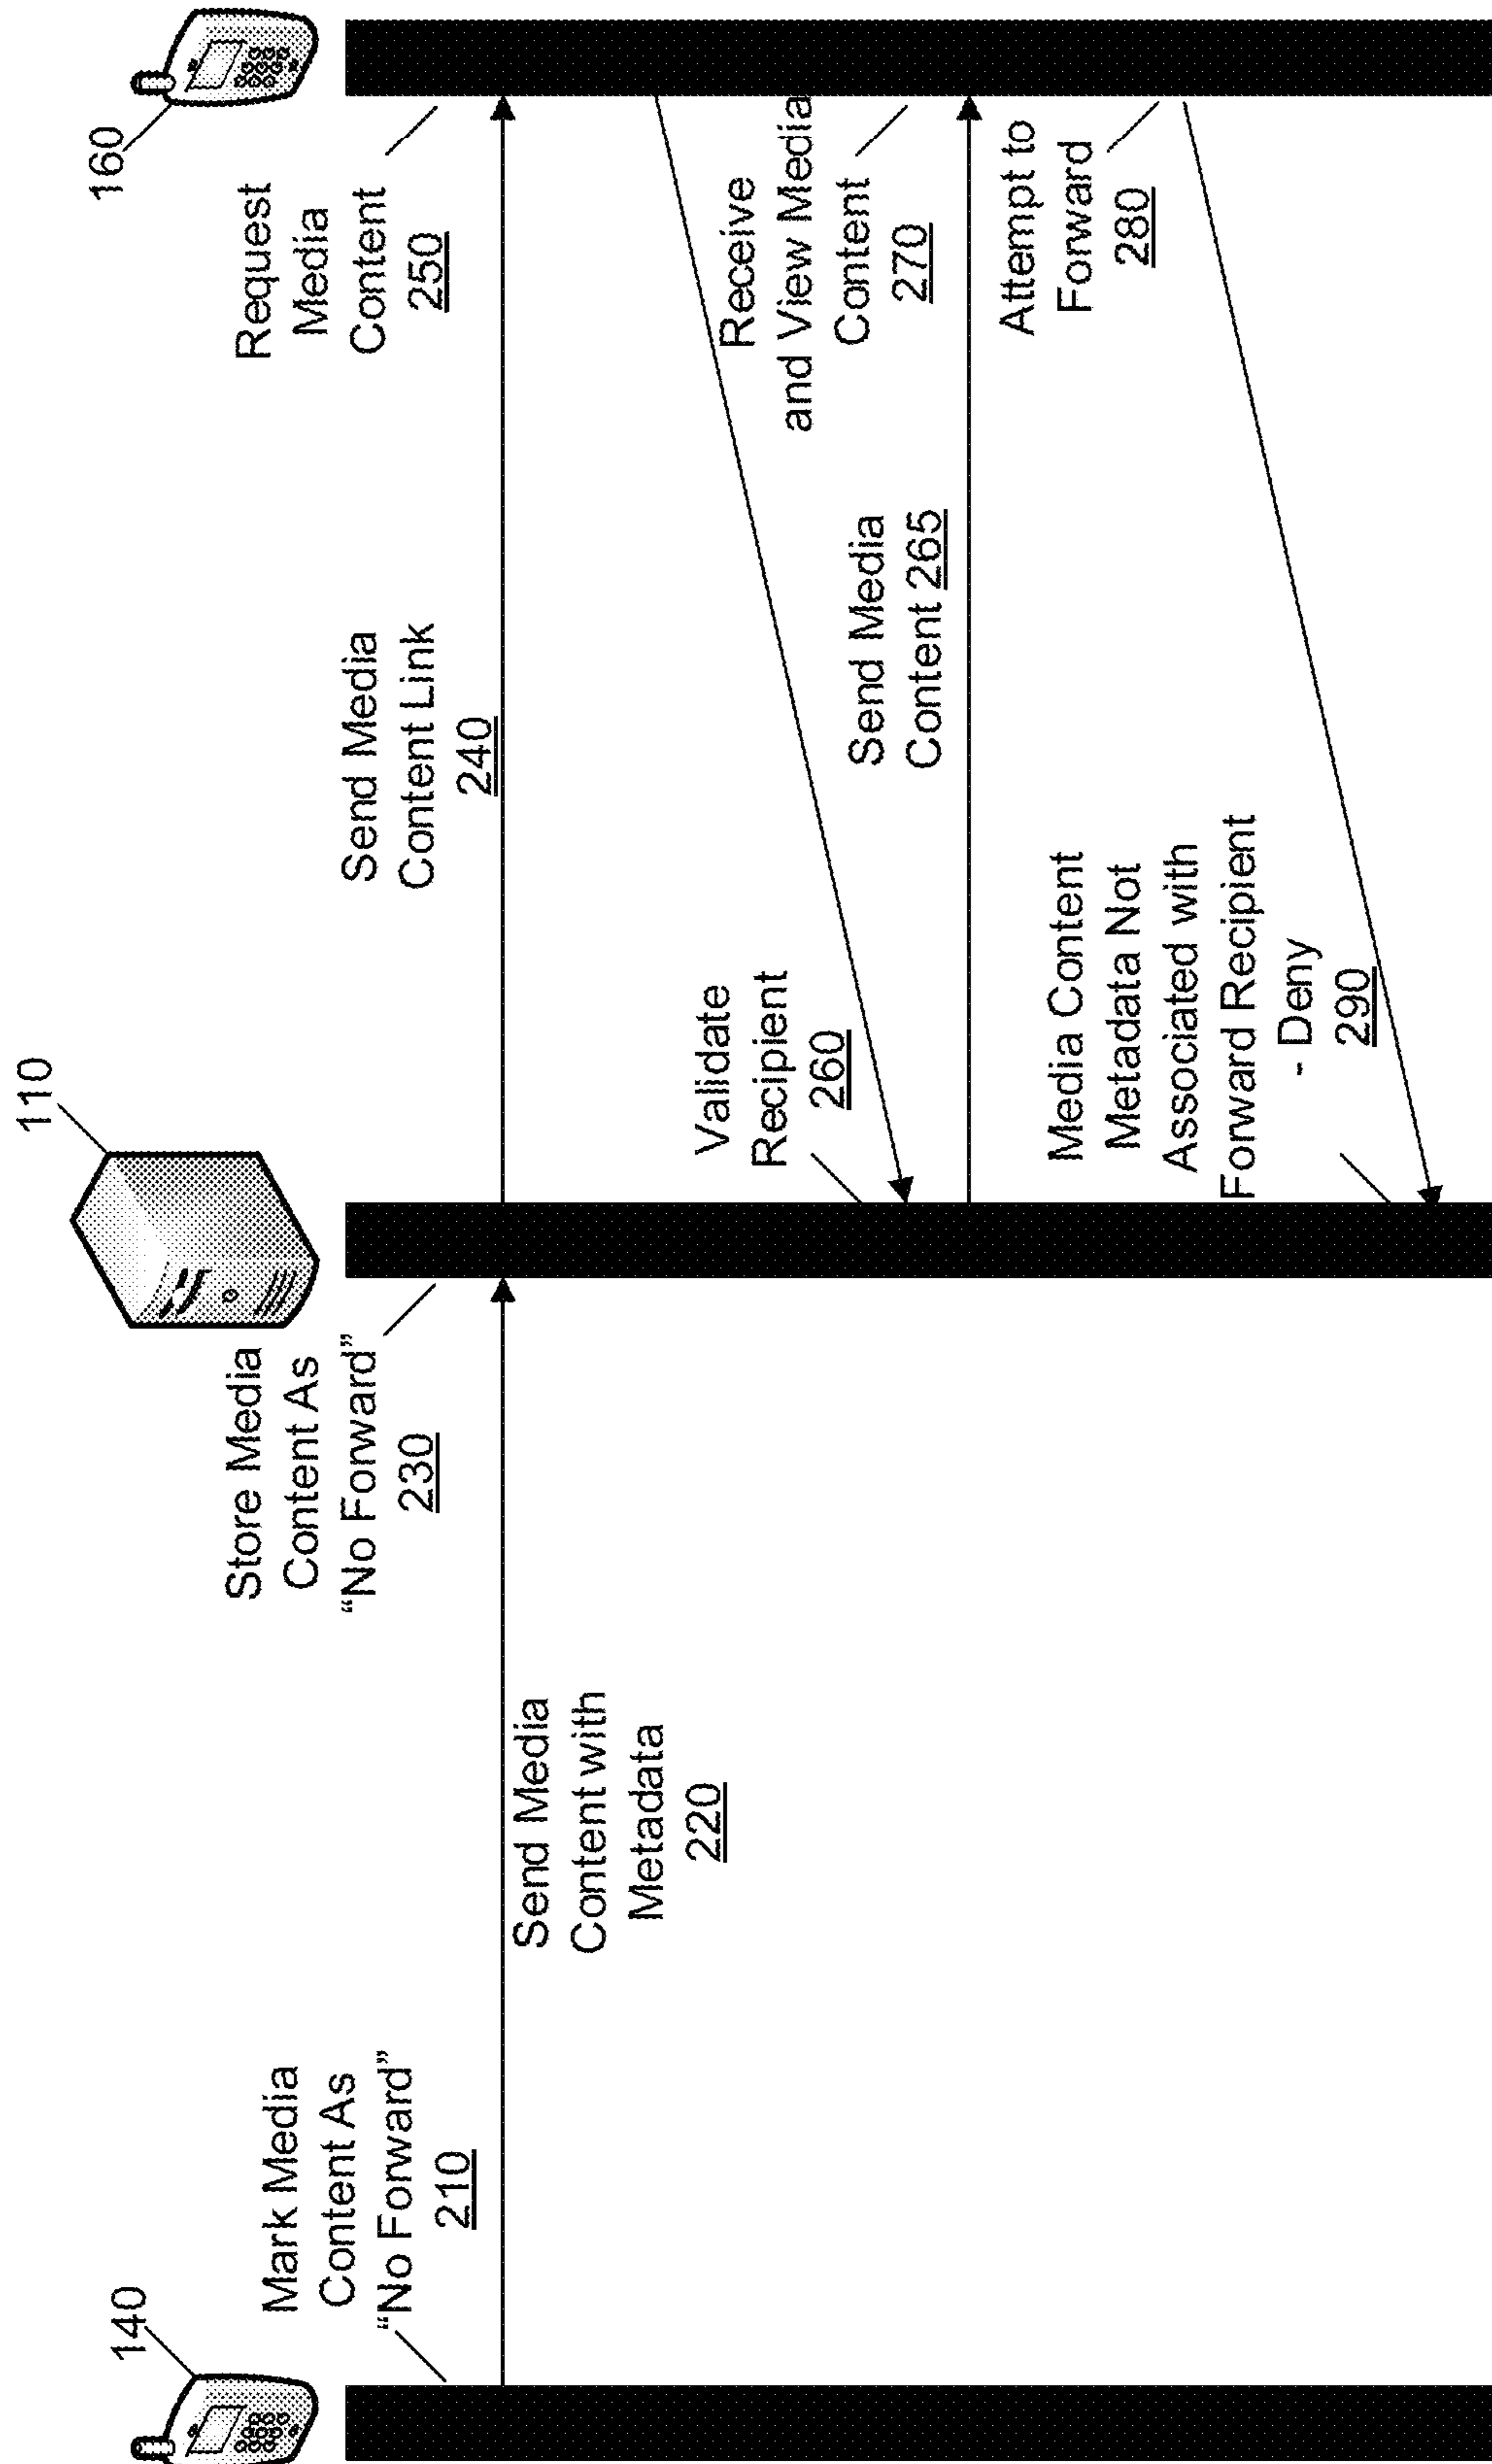 140
110
160
Mark Media
Content As
“No Forward”
210
Send Media
Content with
Metadata
220
Store Media
Content As
“No Forward”
230
Send Media
Content Link
240
Request
Media
Content
250
Validate
Recipient
260
Send Media
Content 265
Receive
and View Media
Content
270
Attempt to
Forward
280
Media Content
Metadata Not
Associated with
Forward Recipient
- Deny
290